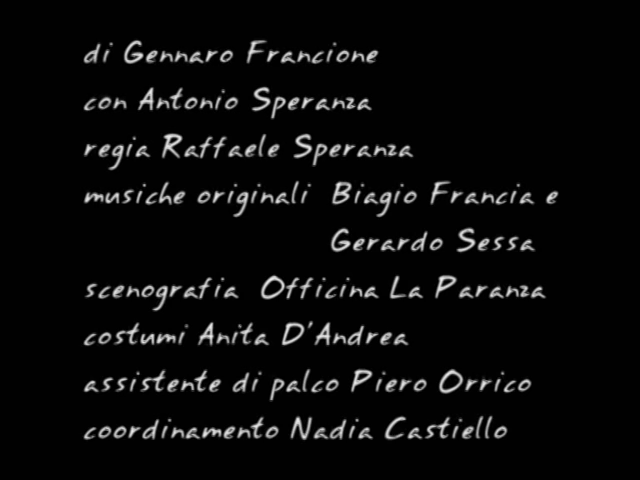 di Gennaro Francione
con Antonio Speranza
regia Raffaele Speranza
musiche originali Biagio Francia e
Gerardo Sessa
scenografia Officina La Paranza
costumi Anita D'Andrea
assistente di palco Piero Orrico
coordinamento Nadia Castiello